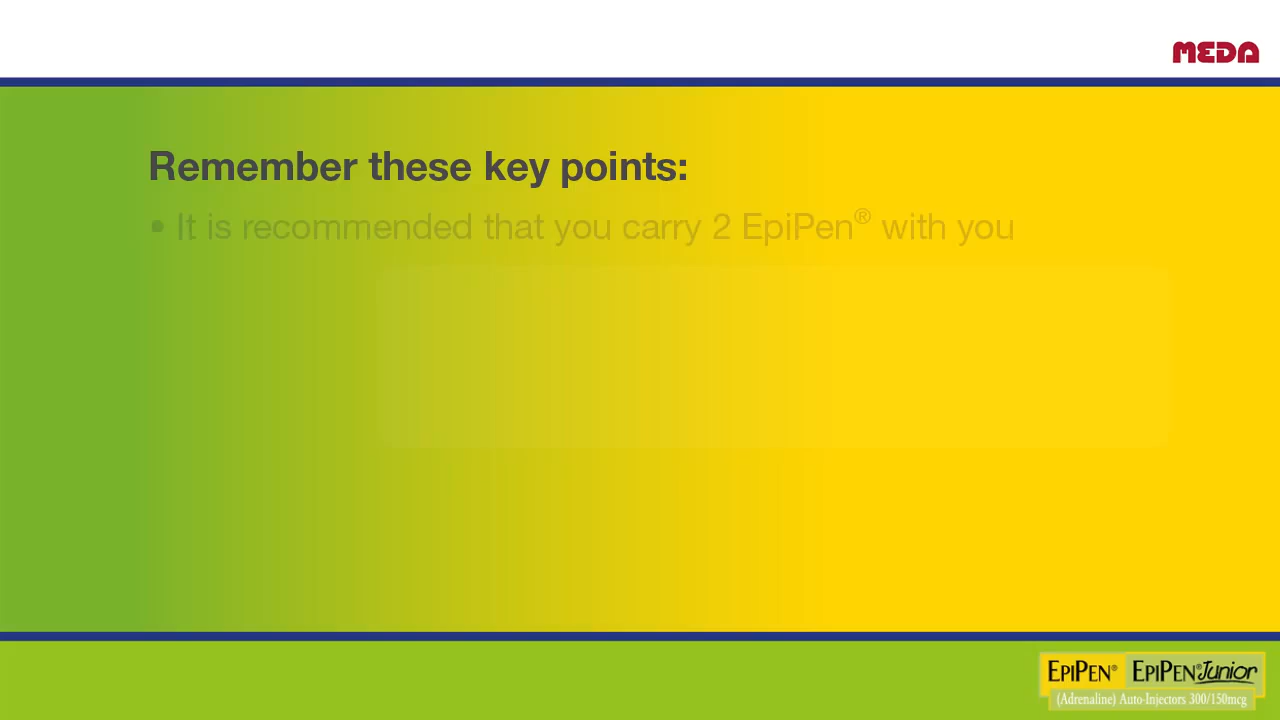 MEDA
Remember these key points:
• It is recommended that you carry 2 EpiPen® with you
EPIPEN® EPIPEN®Junior
(Adrenaline) Auto-Injectors 300/150mcg